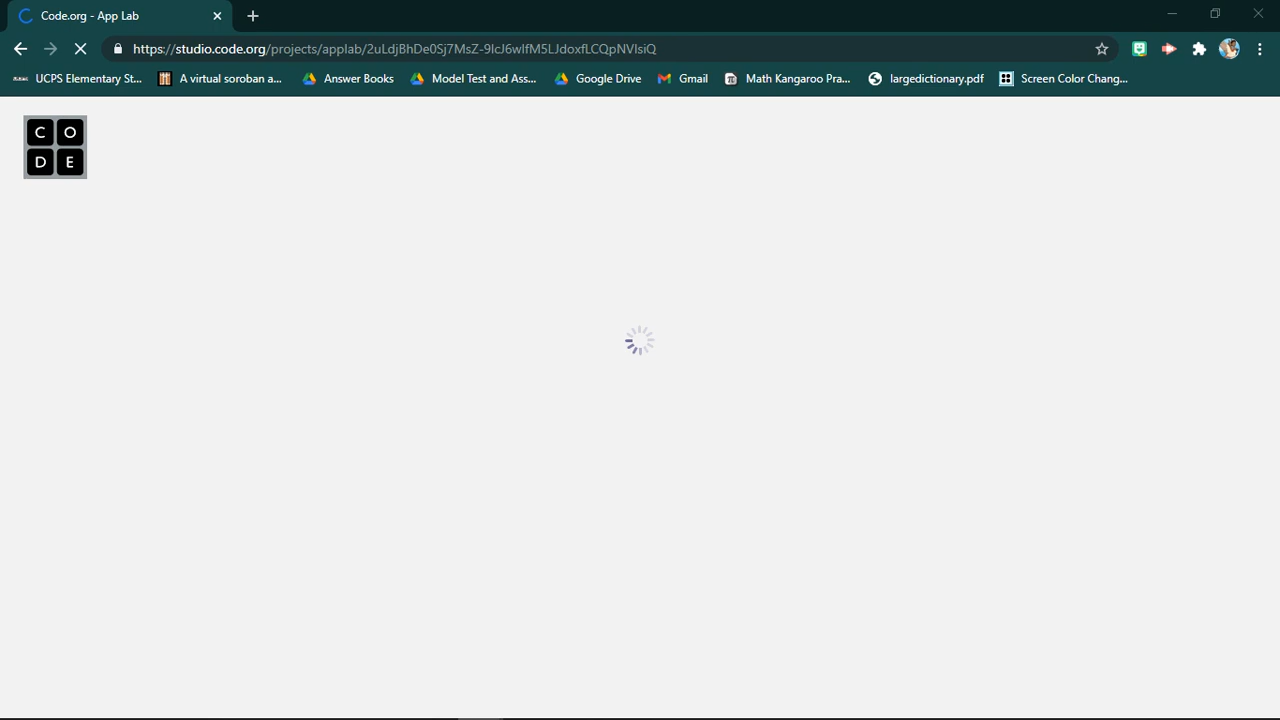 Code.org - App Lab
https://studio.code.org/projects/applab/2uLdjBhDe0Sj7MsZ-9IcJ6wIfM5LJdoxfLCQpNVIsiQ
UCPS Elementary St... A virtual soroban a... Answer Books Model Test and Ass... Google Drive Gmail Math Kangaroo Pra... largedictionary.pdf Screen Color Chang...
C O
D E